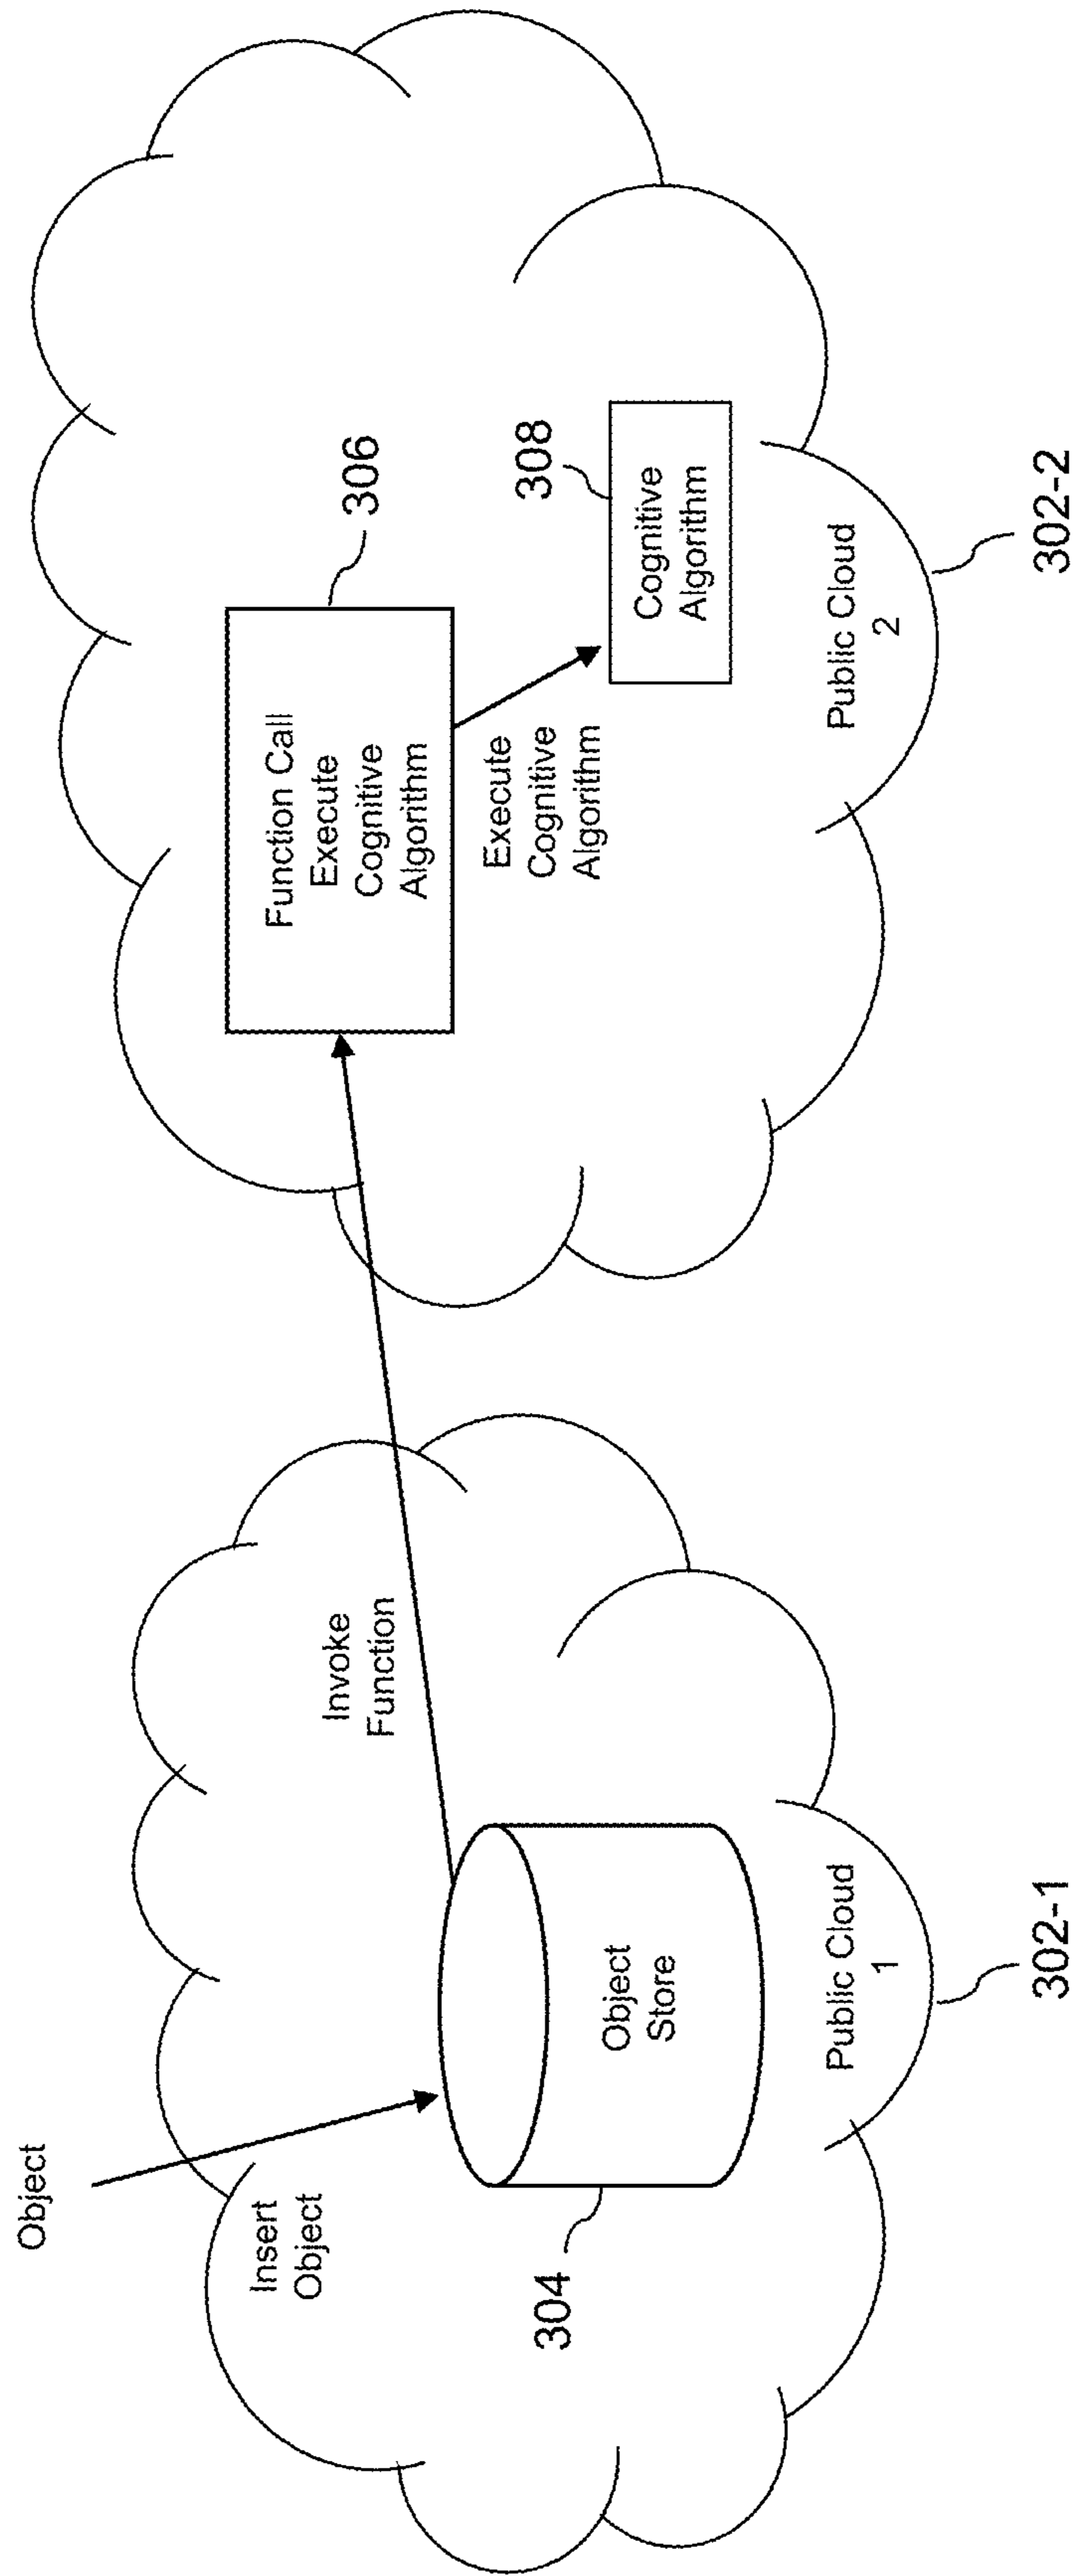 Object
Insert
Object
304
Object
Store
Public Cloud
1
302-1
Invoke
Function
Function Call
Execute
Cognitive
Algorithm
306
Execute
Cognitive
Algorithm
308
Cognitive
Algorithm
Public Cloud
2
302-2